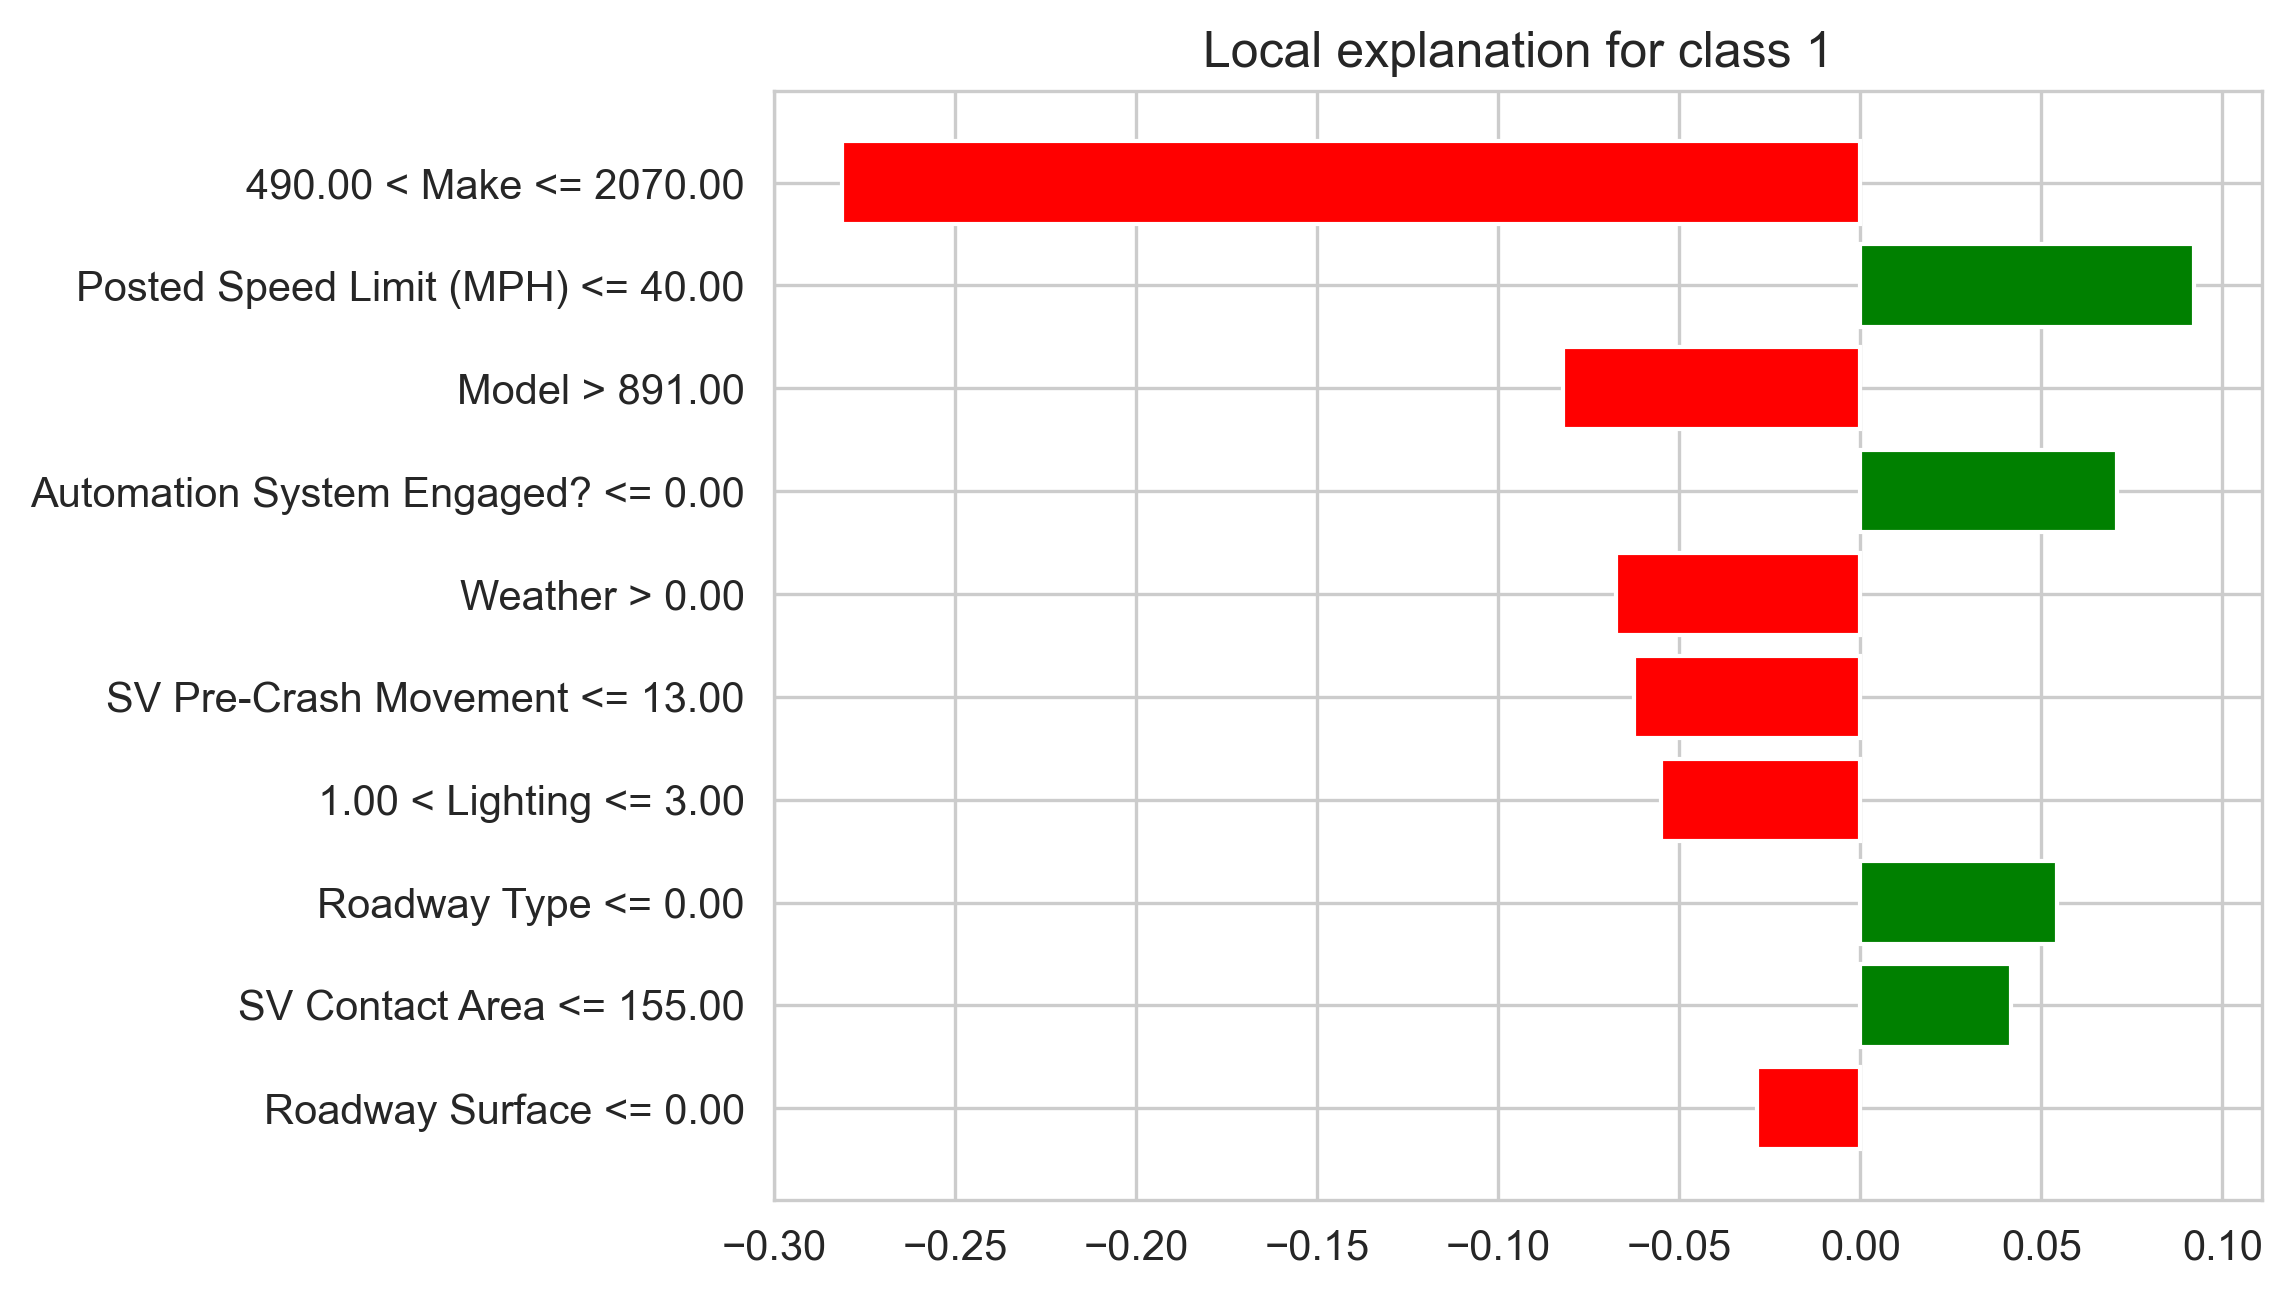 Local explanation for class 1
490.00 < Make <= 2070.00
Posted Speed Limit (MPH) <= 40.00
Model > 891.00
Automation System Engaged? <= 0.00
Weather > 0.00
SV Pre-Crash Movement <= 13.00
1.00 < Lighting <= 3.00
Roadway Type <= 0.00
SV Contact Area <= 155.00
Roadway Surface <= 0.00
−0.30 −0.25 −0.20 −0.15 −0.10 −0.05 0.00 0.05 0.10